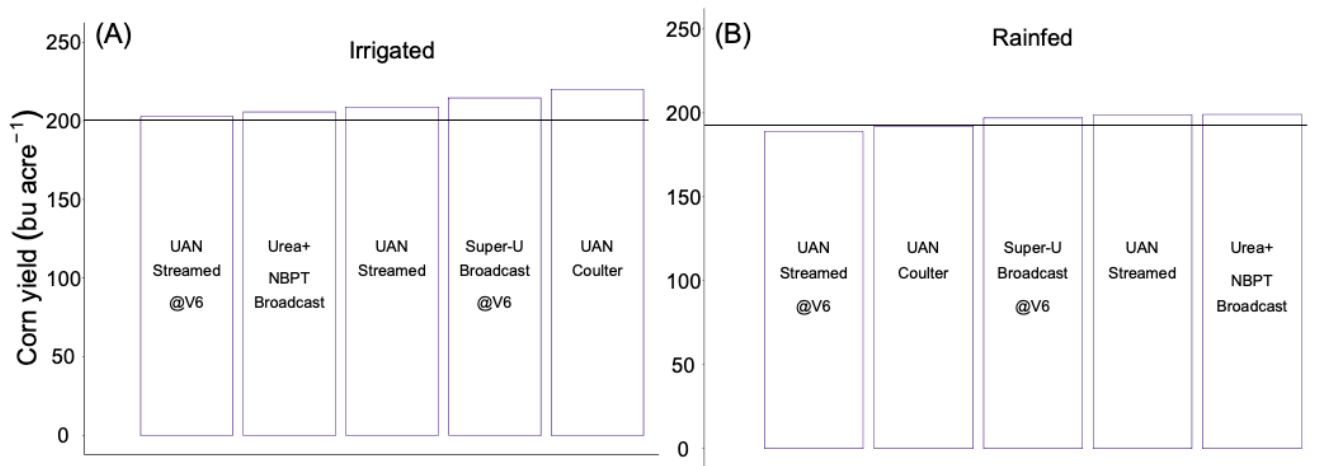 (A)
Irrigated
Corn yield (bu acre⁻¹)
250
200
150
100
50
0
UAN
Streamed
@V6
Urea+
NBPT
Broadcast
UAN
Streamed
Super-U
Broadcast
@V6
UAN
Coulter
(B)
Rainfed
250
200
150
100
50
0
UAN
Streamed
@V6
UAN
Coulter
Super-U
Broadcast
@V6
UAN
Streamed
Urea+
NBPT
Broadcast